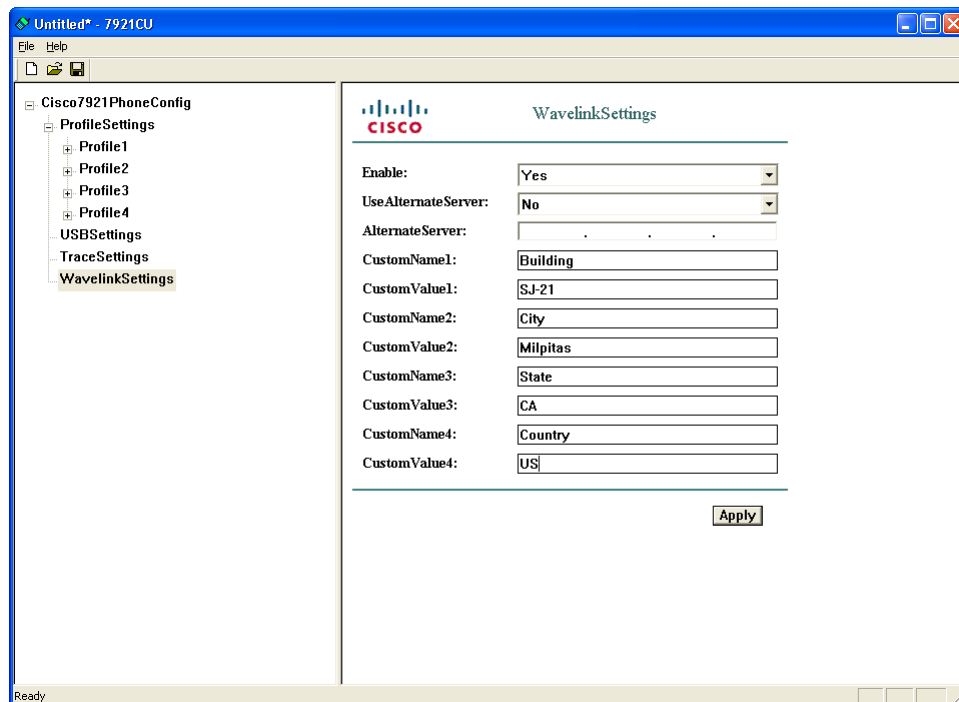 Untitled* - 7921CU
File Help
Cisco7921PhoneConfig
ProfileSettings
Profile1
Profile2
Profile3
Profile4
USBSettings
TraceSettings
WavelinkSettings
CISCO
WavelinkSettings
Enable: Yes
UseAlternateServer: No
AlternateServer: . . .
CustomName1: Building
CustomValue1: SJ-21
CustomName2: City
CustomValue2: Milpitas
CustomName3: State
CustomValue3: CA
CustomName4: Country
CustomValue4: US
Apply
Ready